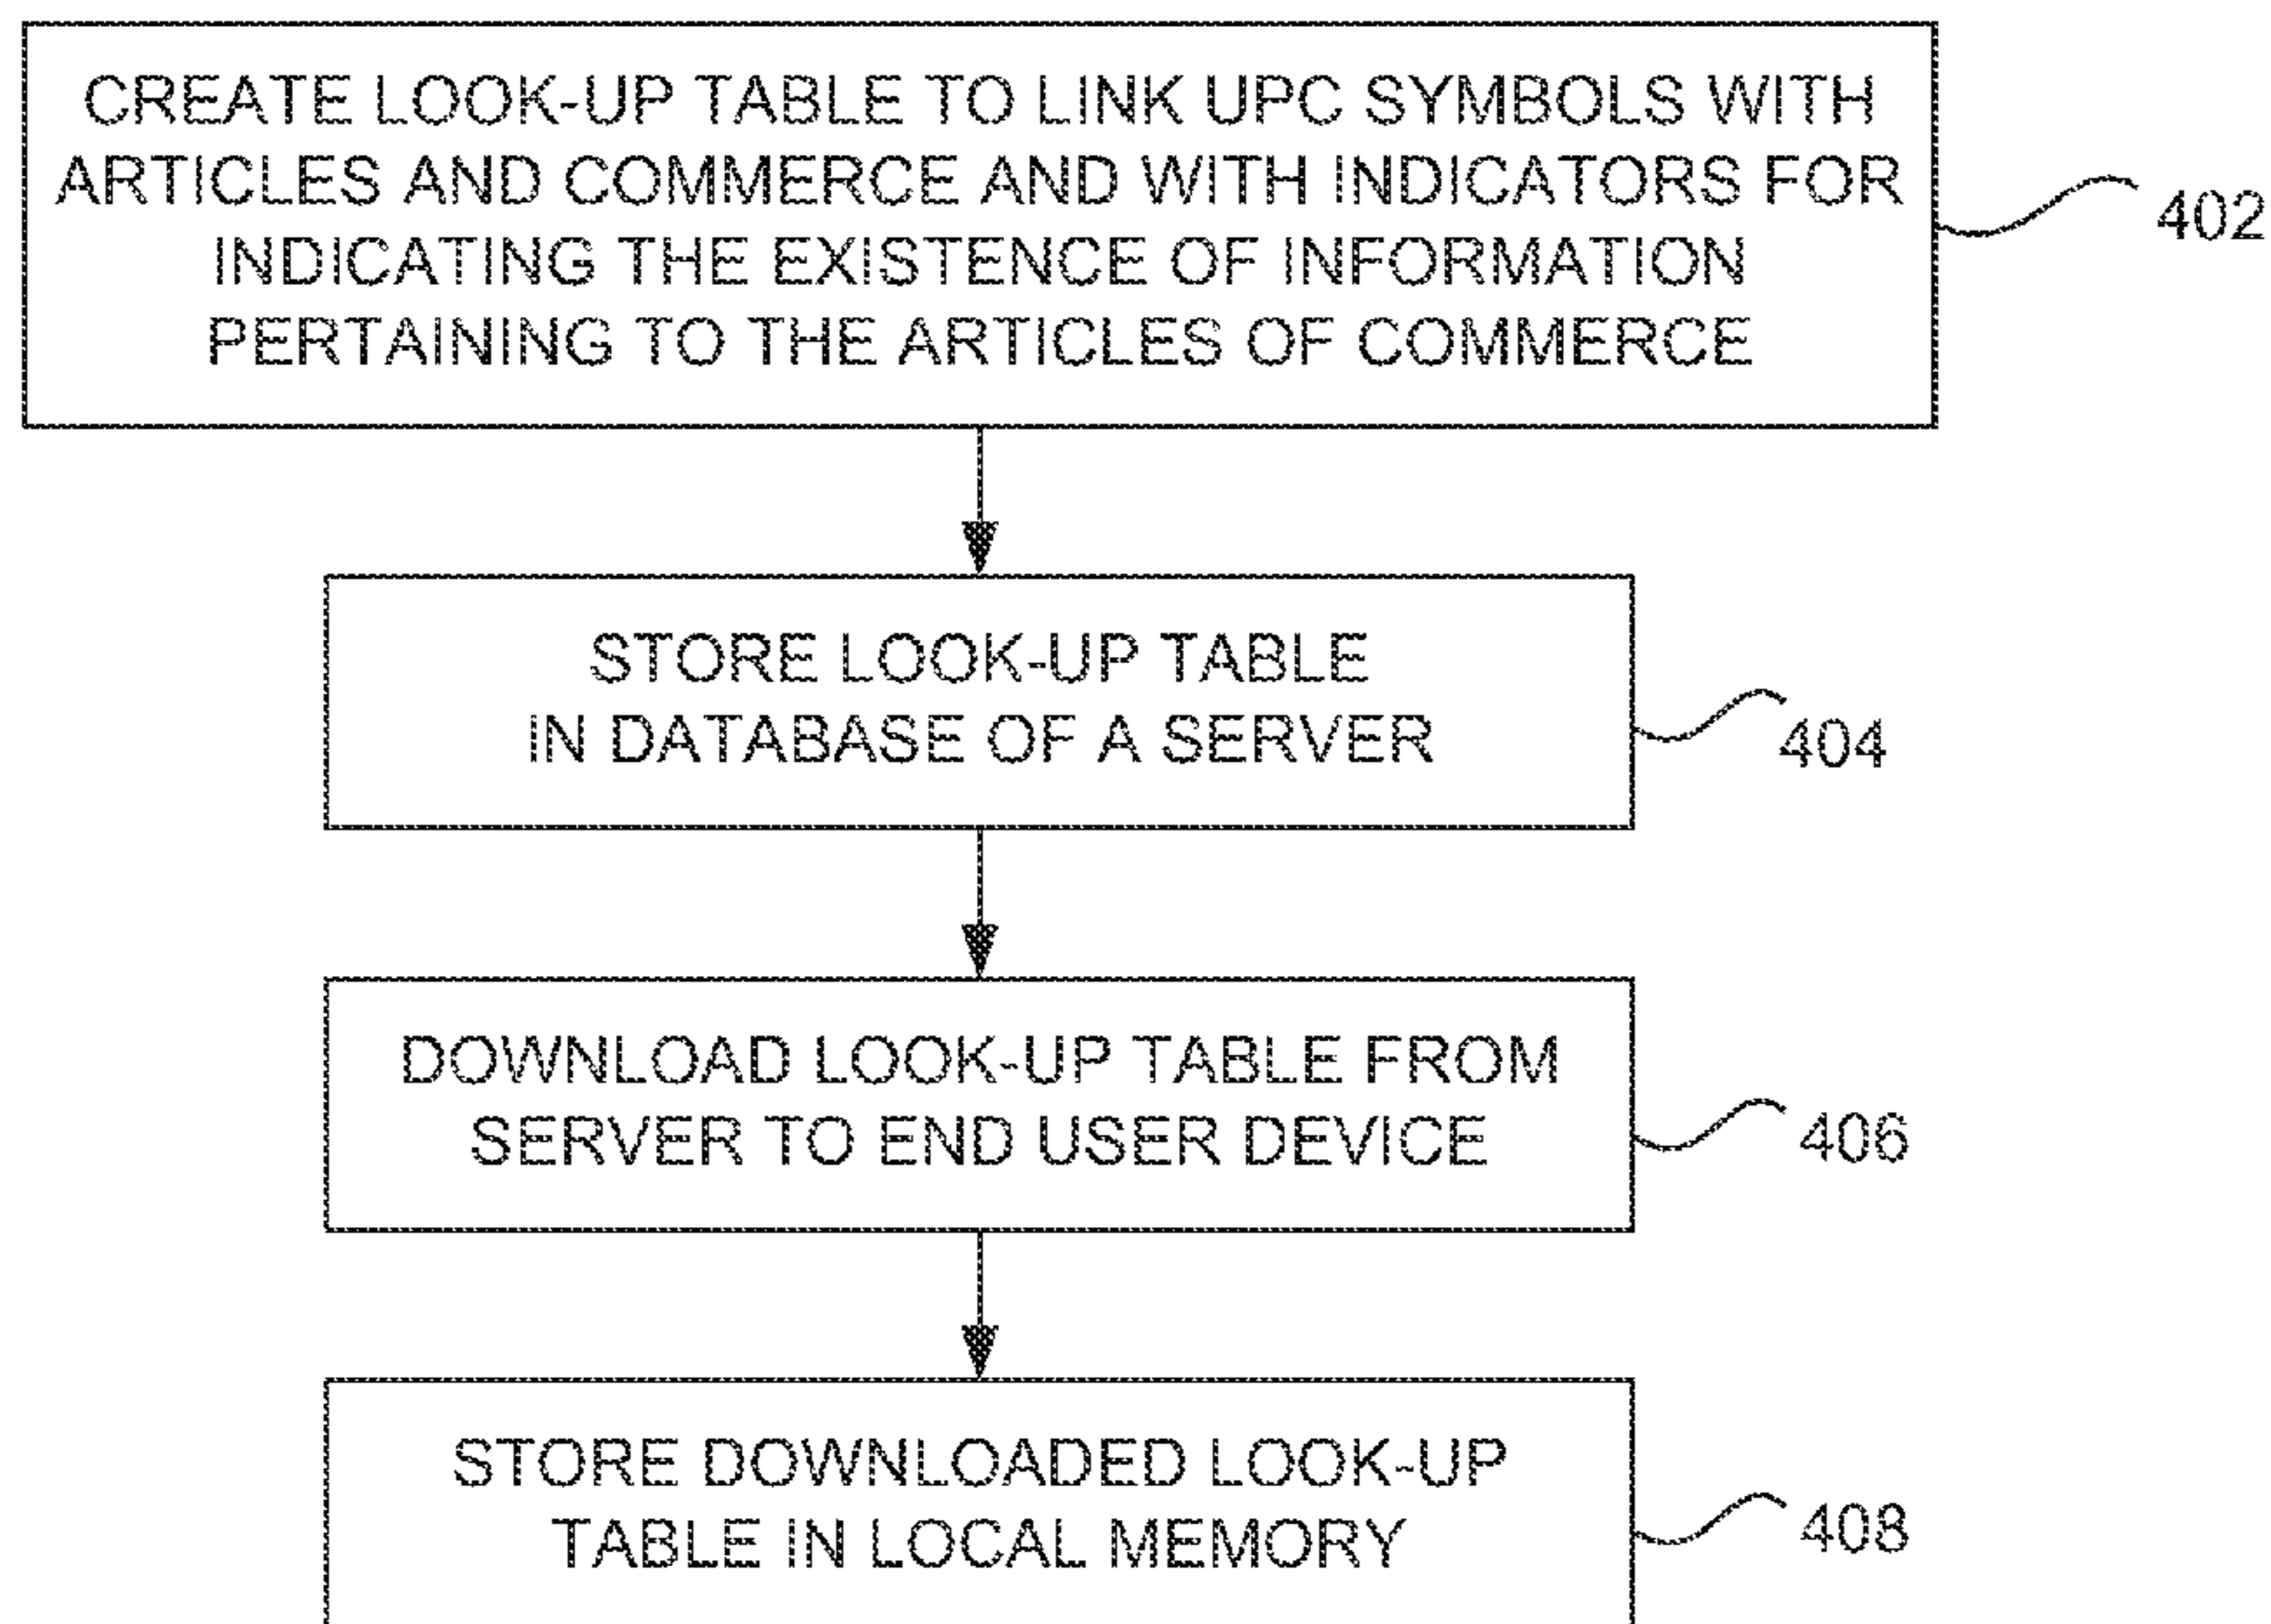 CREATE LOOK-UP TABLE TO LINK UPC SYMBOLS WITH
ARTICLES AND COMMERCE AND WITH INDICATORS FOR
INDICATING THE EXISTENCE OF INFORMATION
PERTAINING TO THE ARTICLES OF COMMERCE
402
STORE LOOK-UP TABLE
IN DATABASE OF A SERVER
404
DOWNLOAD LOOK-UP TABLE FROM
SERVER TO END USER DEVICE
406
STORE DOWNLOADED LOOK-UP
TABLE IN LOCAL MEMORY
408